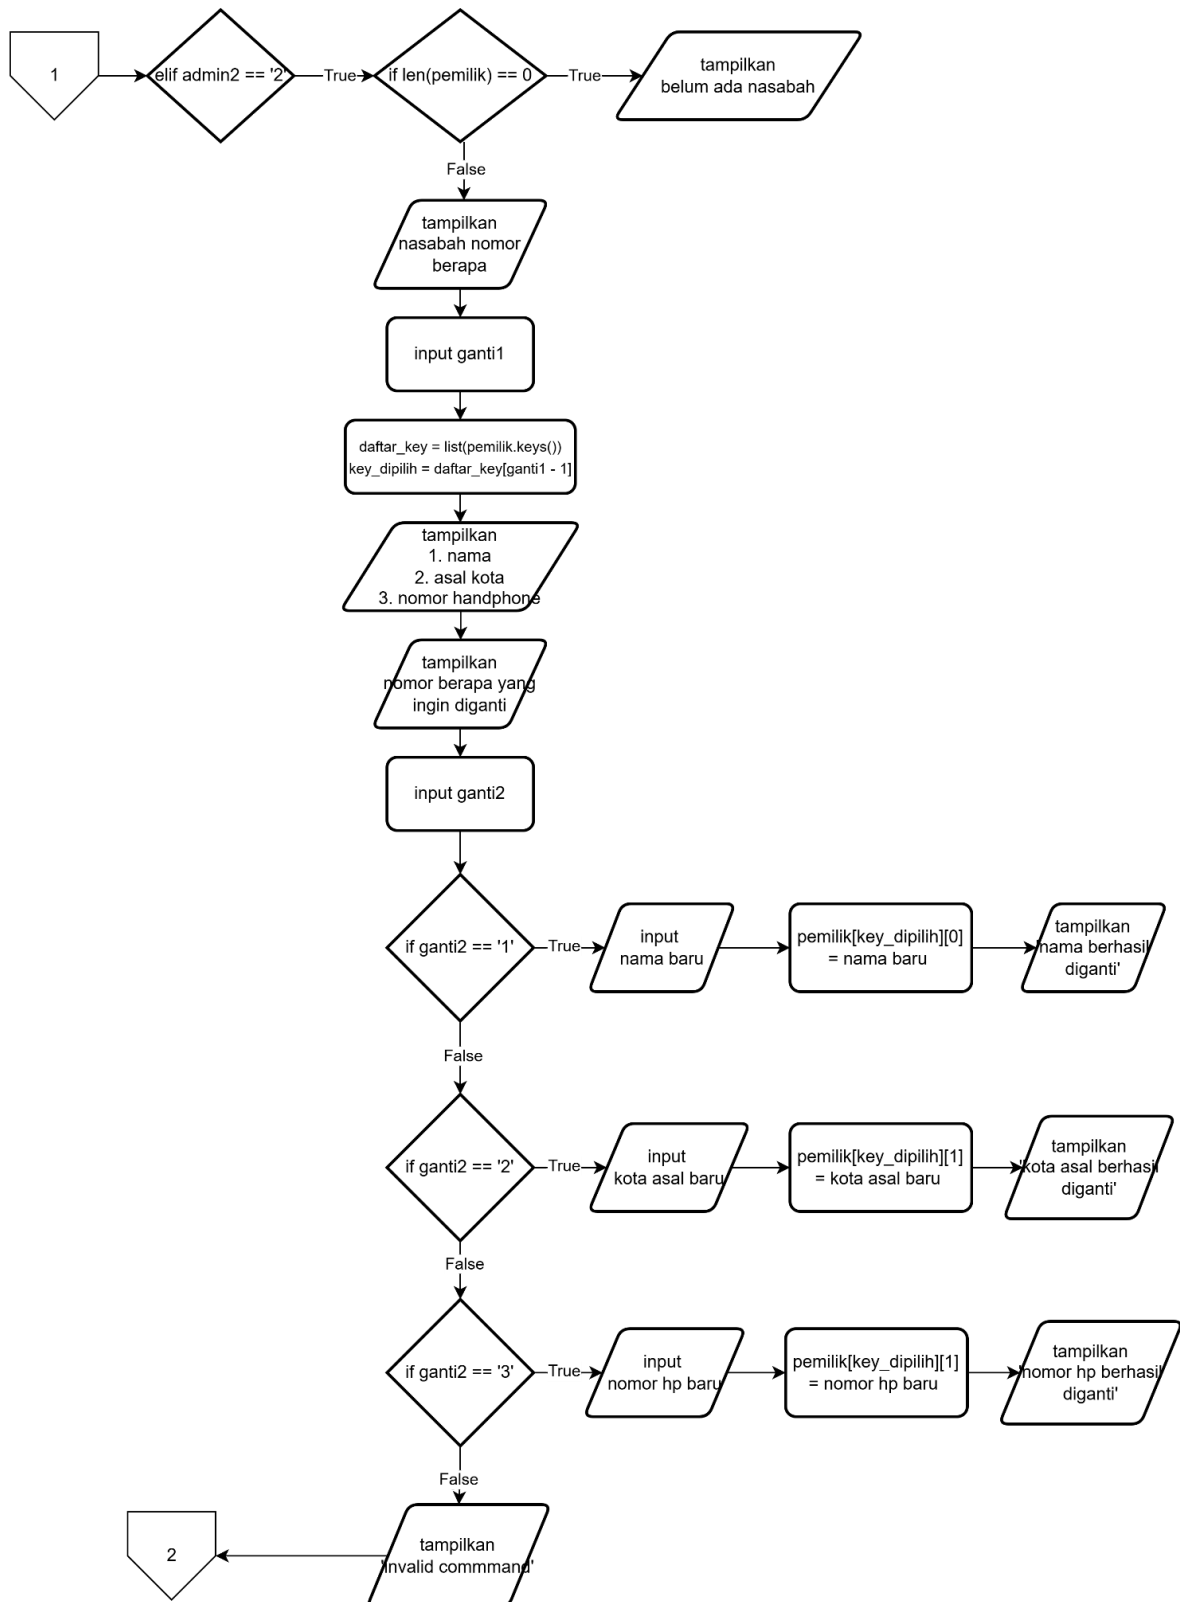 1
elif admin2 == '2'
True
if len(pemilik) == 0
True
tampilkan
belum ada nasabah
False
tampilkan
nasabah nomor
berapa
input ganti1
daftar_key = list(pemilik.keys())
key_dipilih = daftar_key[ganti1 - 1]
tampilkan
1. nama
2. asal kota
3. nomor handphone
tampilkan
nomor berapa yang
ingin diganti
input ganti2
if ganti2 == '1'
True
input
nama baru
pemilik[key_dipilih][0]
= nama baru
tampilkan
'nama berhasil
diganti'
False
if ganti2 == '2'
True
input
kota asal baru
pemilik[key_dipilih][1]
= kota asal baru
tampilkan
'kota asal berhasil
diganti'
False
if ganti2 == '3'
True
input
nomor hp baru
pemilik[key_dipilih][1]
= nomor hp baru
tampilkan
'nomor hp berhasil
diganti'
False
tampilkan
'invalid commmand'
2